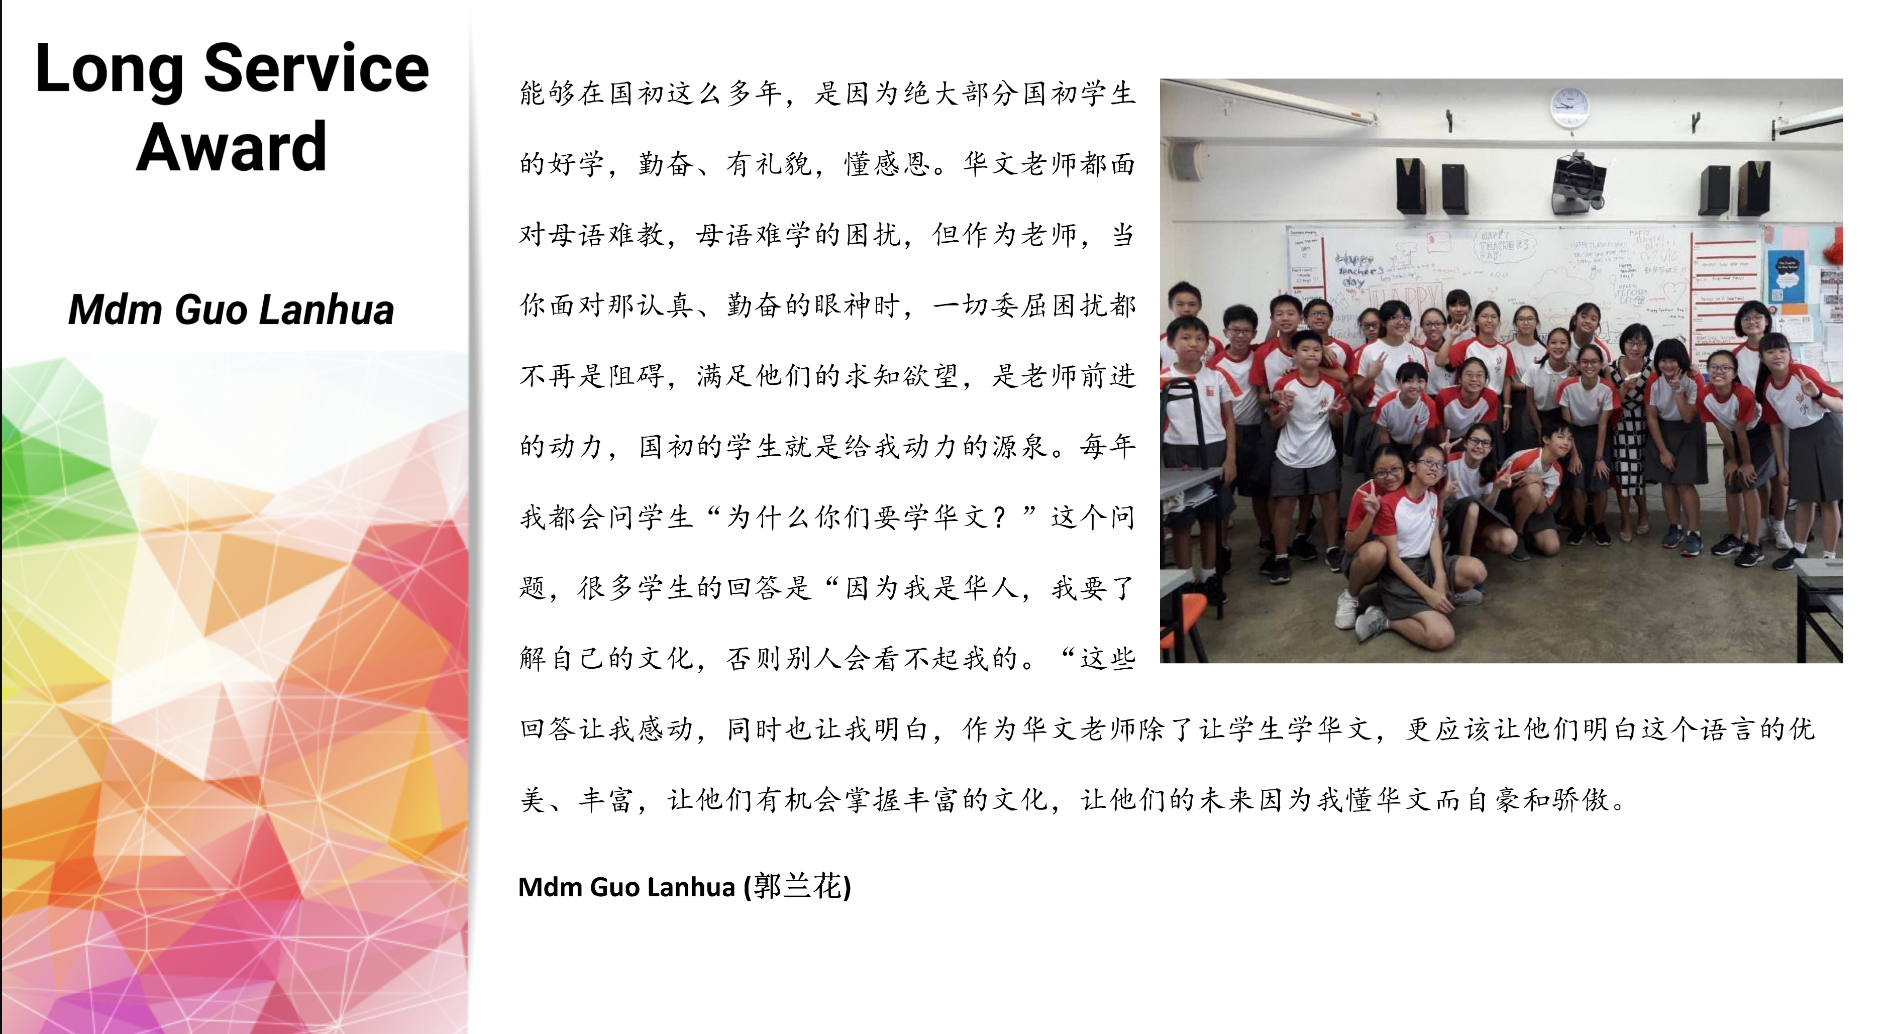 Long Service
Award
Mdm Guo Lanhua
能够在国初这么多年，是因为绝大部分国初学生
的好学，勤奋、有礼貌，懂感恩。华文老师都面
对母语难教，母语难学的困扰，但作为老师，当
你面对那认真、勤奋的眼神时，一切委屈困扰都
不再是阻碍，满足他们的求知欲望，是老师前进
的动力，国初的学生就是给我动力的源泉。每年
我都会问学生“为什么你们要学华文？”这个问
题，很多学生的回答是“因为我是华人，我要了
解自己的文化，否则别人会看不起我的。“这些
回答让我感动，同时也让我明白，作为华文老师除了让学生学华文，更应该让他们明白这个语言的优
美、丰富，让他们有机会掌握丰富的文化，让他们的未来因为我懂华文而自豪和骄傲。
Mdm Guo Lanhua (郭兰花)
HAPPY
TEACHERS
DAY
Happy
teachers
day
HAPPY